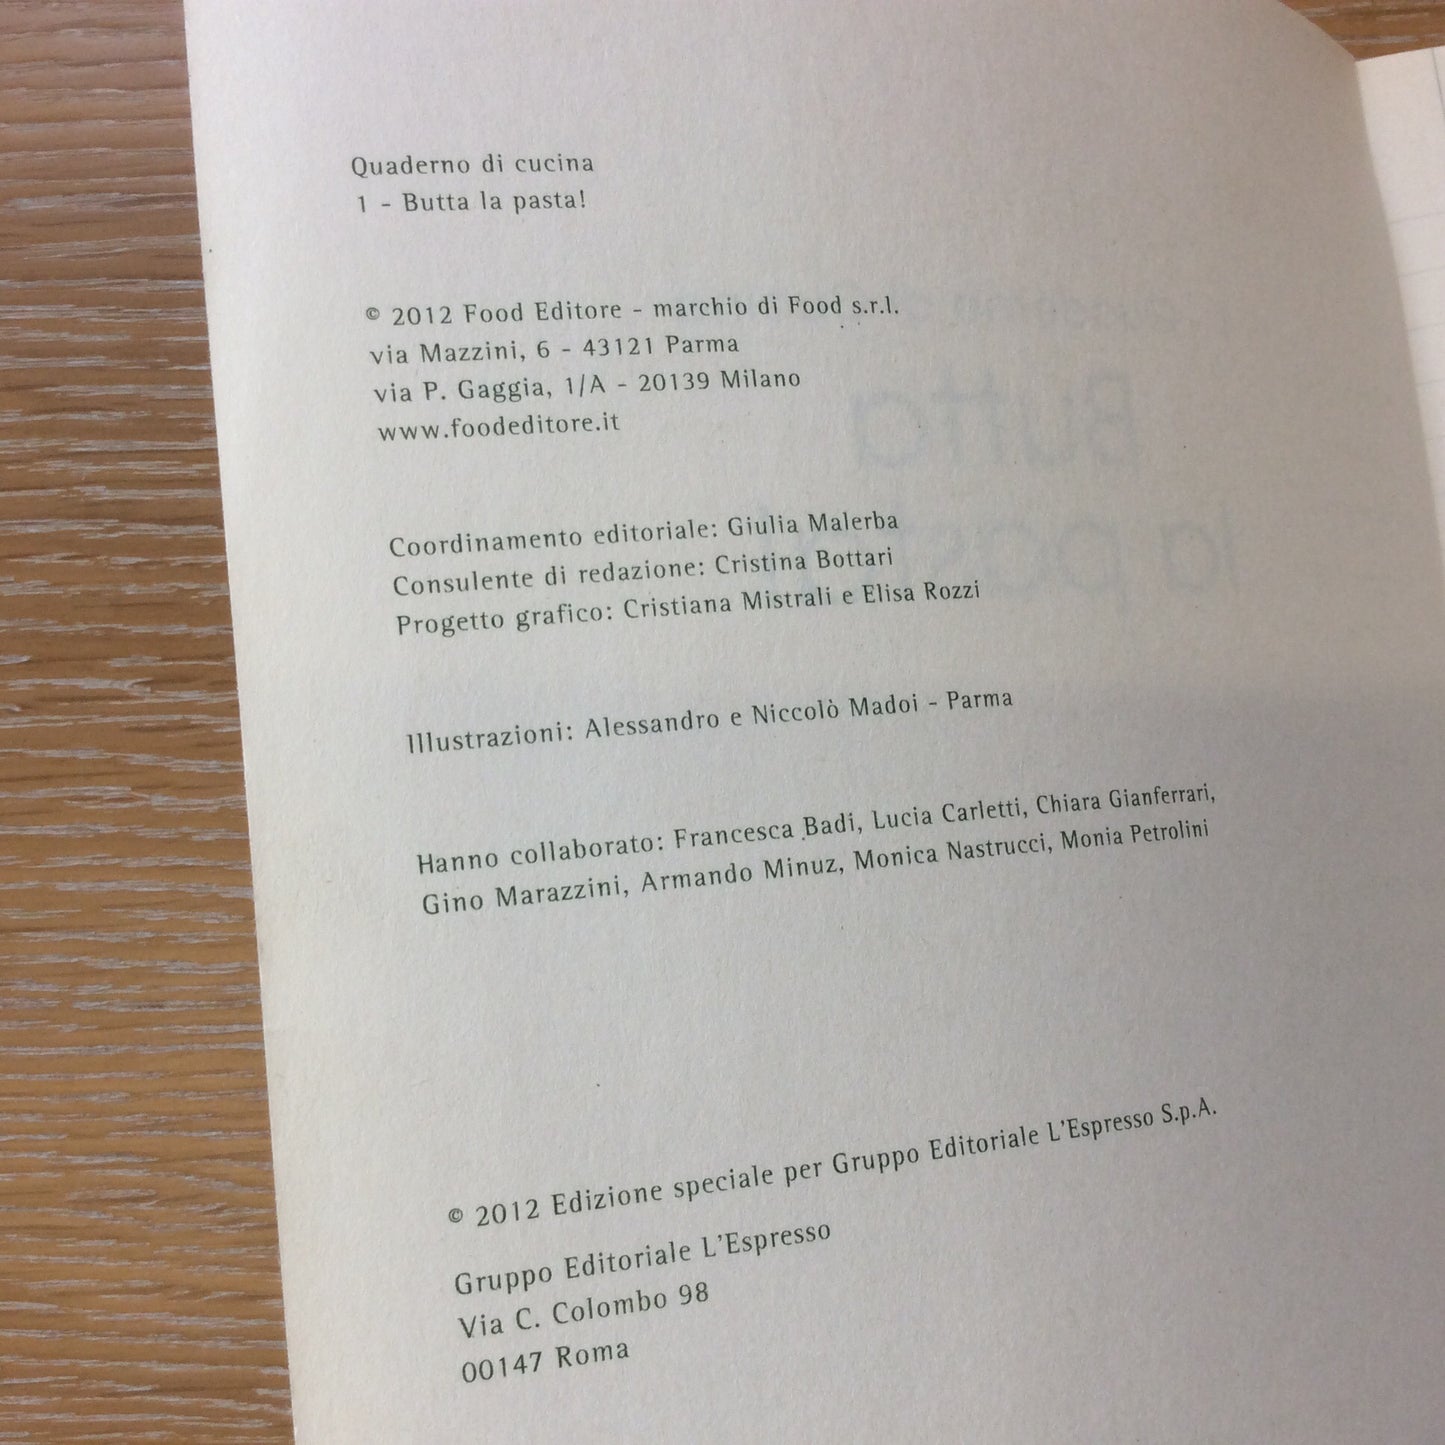 Quaderno di cucina
1 - Butta la pasta!
© 2012 Food Editore - marchio di Food s.r.l.
via Mazzini, 6 - 43121 Parma
via P. Gaggia, 1/A - 20139 Milano
www.foodeditore.it
Coordinamento editoriale: Giulia Malerba
Consulente di redazione: Cristina Bottari
Progetto grafico: Cristiana Mistrali e Elisa Rozzi
Illustrazioni: Alessandro e Niccolò Madoi - Parma
Hanno collaborato: Francesca Badi, Lucia Carletti, Chiara Gianferrari,
Gino Marazzini, Armando Minuz, Monica Nastrucci, Monia Petrolini
© 2012 Edizione speciale per Gruppo Editoriale L'Espresso S.p.A.
Gruppo Editoriale L'Espresso
Via C. Colombo 98
00147 Roma